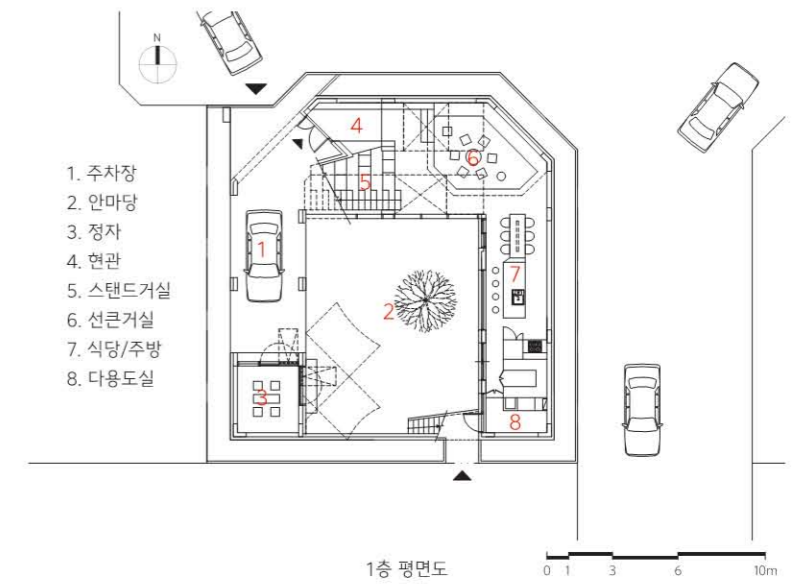 N
1. 주차장
2. 안마당
3. 정자
4. 현관
5. 스탠드거실
6. 선큰거실
7. 식당/주방
8. 다용도실
4
6
5
1
7
2
3
8
1층 평면도
0 1 3 6 10m